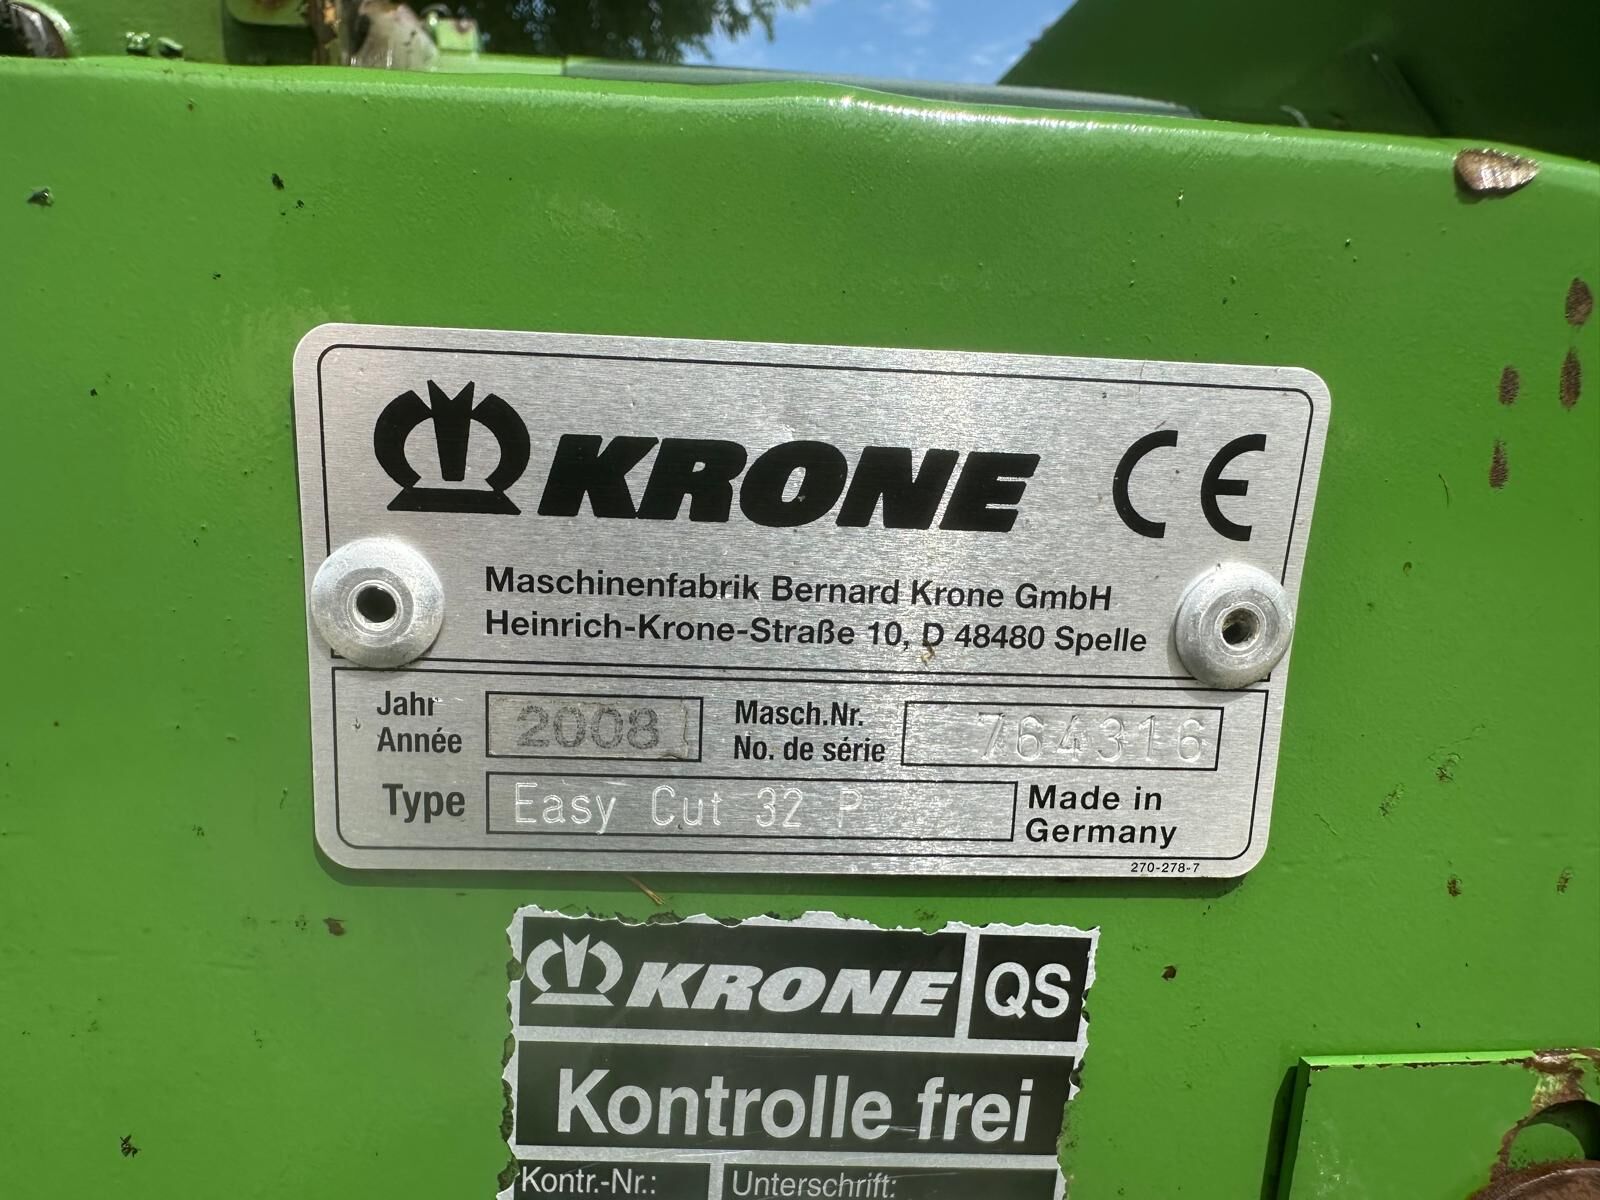 KRONE CE
Maschinenfabrik Bernard Krone GmbH
Heinrich-Krone-Straße 10, D 48480 Spelle
Jahr
Année
2008
Masch.Nr.
No. de série
764316
Type
Easy Cut 32 P
Made in
Germany
270-278-7
KRONE QS
Kontrolle frei
Kontr.-Nr.: Unterschrift: